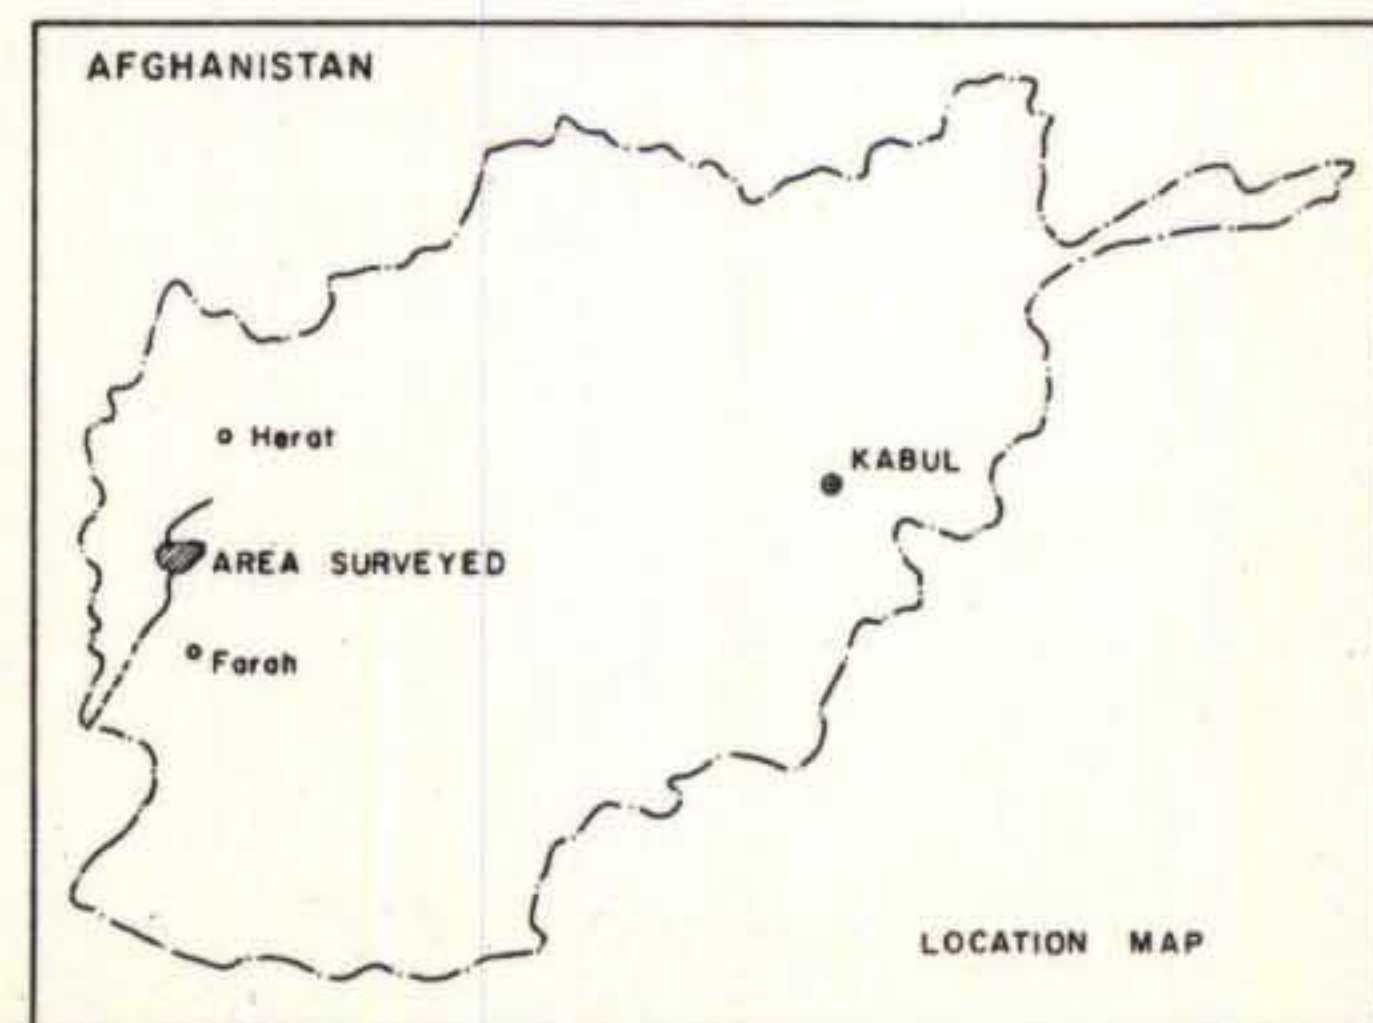 AFGHANISTAN
Herat
KABUL
AREA SURVEYED
Farah
LOCATION MAP